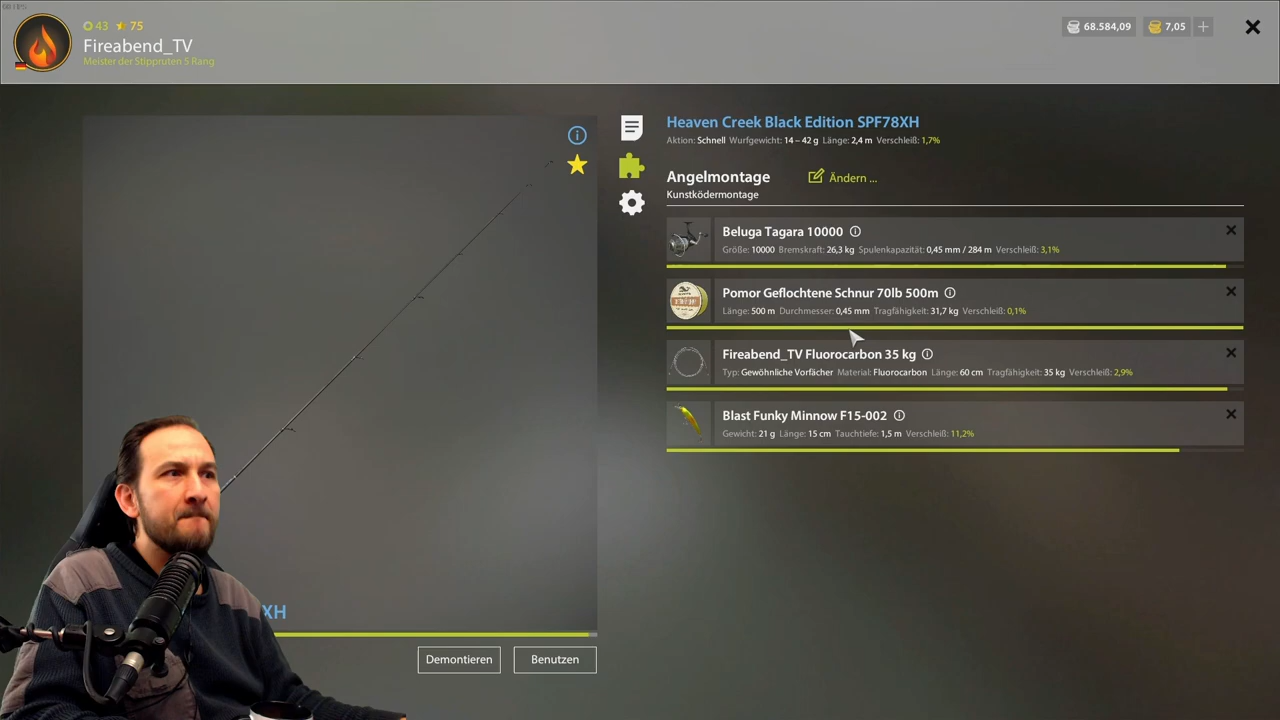 68 FPS
43 75
Fireabend_TV
Meister der Stippruten 5 Rang
68.584,09
7,05
Heaven Creek Black Edition SPF78XH
Aktion: Schnell Wurfgewicht: 14 – 42 g Länge: 2,4 m Verschleiß: 1,7%
Angelmontage
Ändern ...
Kunstködermontage
Beluga Tagara 10000
Größe: 10000 Bremskraft: 26,3 kg Spulenkapazität: 0,45 mm / 284 m Verschleiß: 3,1%
Pomor Geflochtene Schnur 70lb 500m
Länge: 500 m Durchmesser: 0,45 mm Tragfähigkeit: 31,7 kg Verschleiß: 0,1%
Fireabend_TV Fluorocarbon 35 kg
Typ: Gewöhnliche Vorfächer Material: Fluorocarbon Länge: 60 cm Tragfähigkeit: 35 kg Verschleiß: 2,9%
Blast Funky Minnow F15-002
Gewicht: 21 g Länge: 15 cm Tauchtiefe: 1,5 m Verschleiß: 11,2%
XH
Demontieren
Benutzen